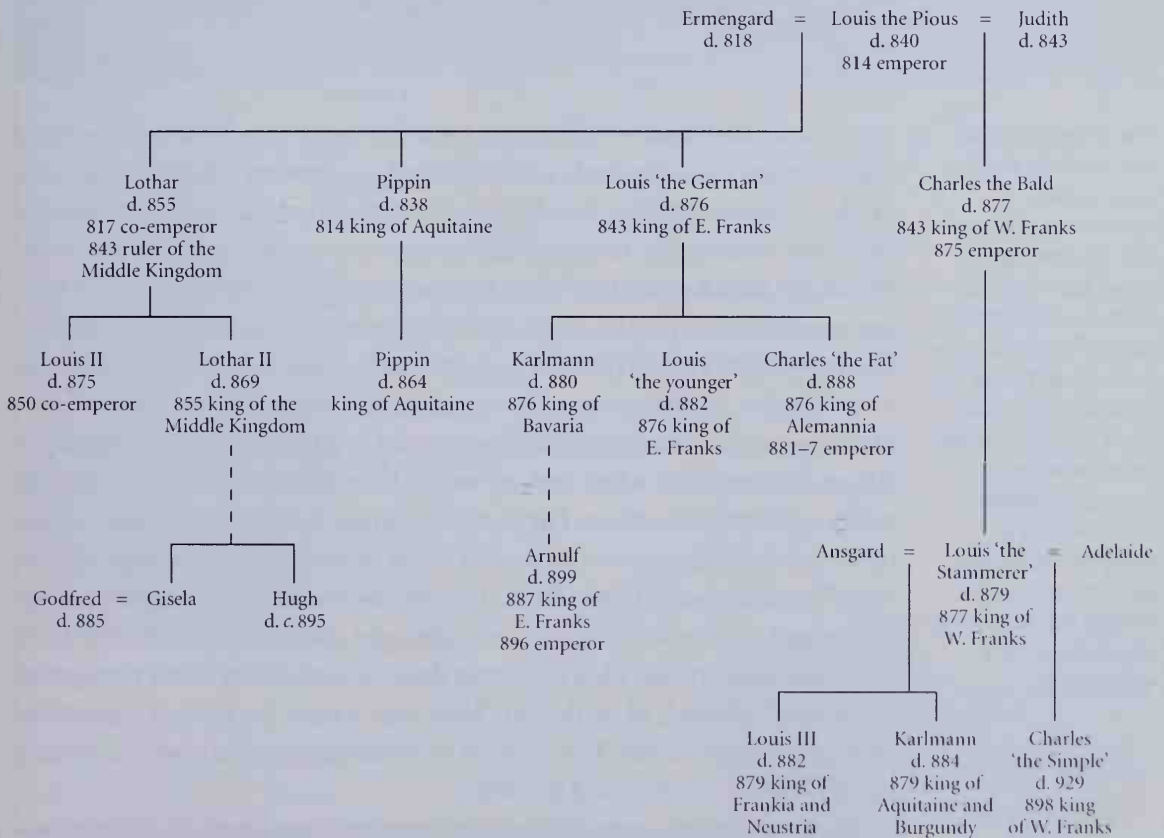 Ermengard = Louis the Pious = Judith
d. 818 d. 840 d. 843
814 emperor
Lothar
d. 855
817 co-emperor
843 ruler of the
Middle Kingdom
Pippin
d. 838
814 king of Aquitaine
Louis 'the German'
d. 876
843 king of E. Franks
Charles the Bald
d. 877
843 king of W. Franks
875 emperor
Louis II
d. 875
850 co-emperor
Lothar II
d. 869
855 king of the
Middle Kingdom
Pippin
d. 864
king of Aquitaine
Karlmann
d. 880
876 king of
Bavaria
Louis
'the younger'
d. 882
876 king of
E. Franks
Charles 'the Fat'
d. 888
876 king of
Alemannia
881–7 emperor
Godfred = Gisela
d. 885
Hugh
d. c.895
Arnulf
d. 899
887 king of
E. Franks
896 emperor
Ansgard = Louis 'the = Adelaide
Stammerer'
d. 879
877 king of
W. Franks
Louis III
d. 882
879 king of
Frankia and
Neustria
Karlmann
d. 884
879 king of
Aquitaine and
Burgundy
Charles
'the Simple'
d. 929
898 king
of W. Franks